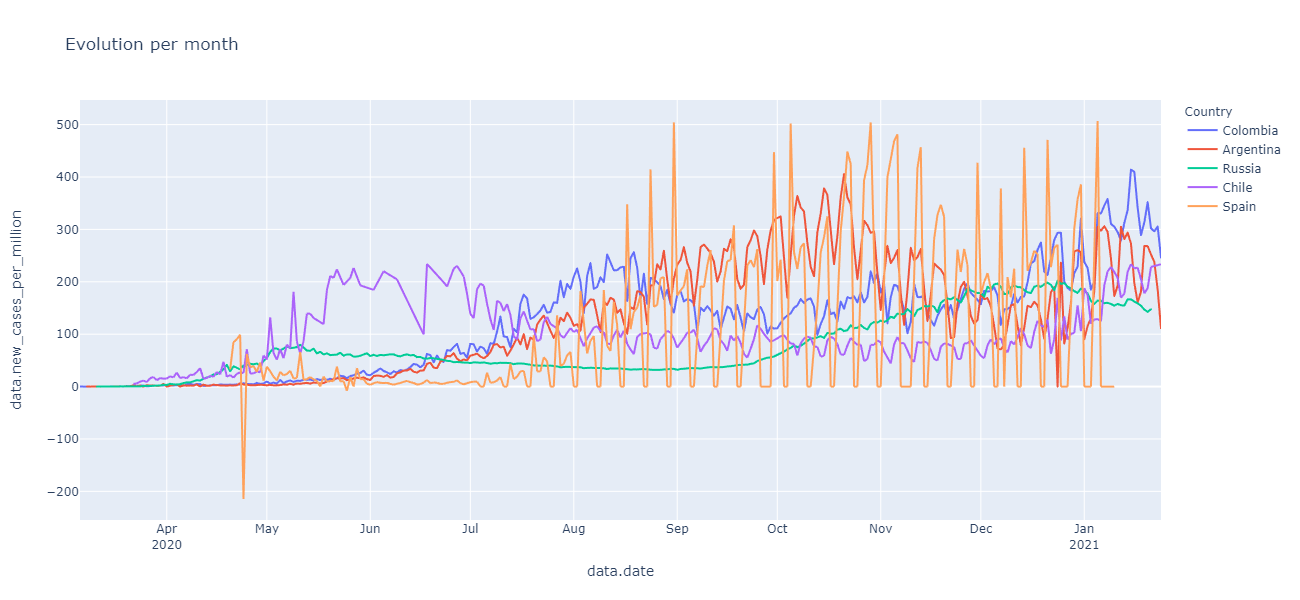 Evolution per month
Country
Colombia
Argentina
Russia
Chile
Spain
data.new_cases_per_million
500
400
300
200
100
0
−100
−200
Apr
2020
May
Jun
Jul
Aug
Sep
Oct
Nov
Dec
Jan
2021
data.date